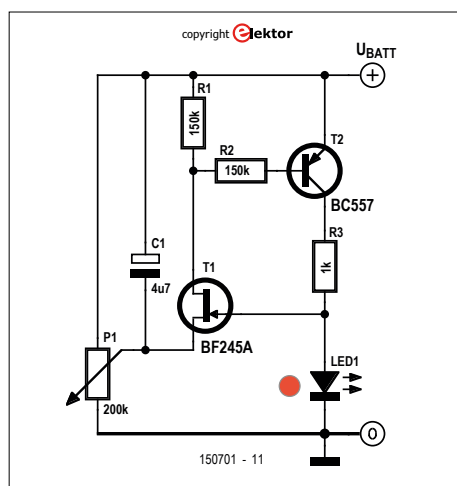 copyright elektor
UBATT
+
R1
150k
R2
150k
T2
BC557
R3
1k
C1
4u7
T1
BF245A
P1
200k
LED1
0
150701 - 11